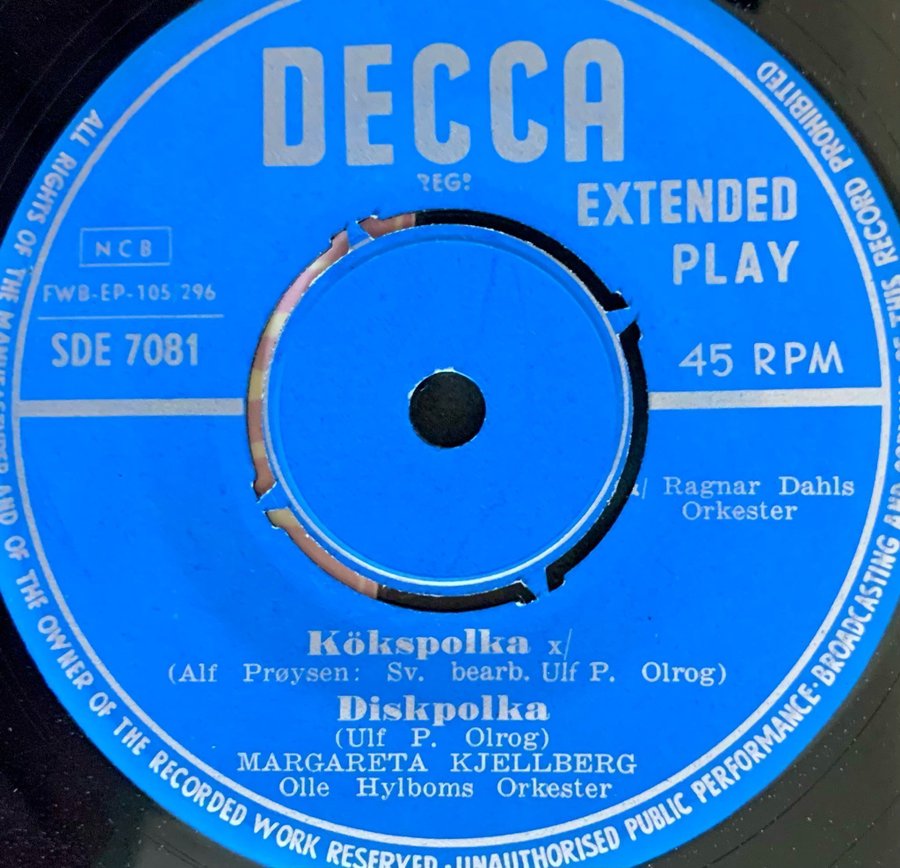 DECCA
REGP
EXTENDED
PLAY
NCB
FWB-EP-105/296
SDE 7081
45 RPM
x/ Ragnar Dahls
Orkester
Kökspolka x/
(Alf Prøysen: Sv. bearb. Ulf P. Olrog)
Diskpolka
(Ulf P. Olrog)
MARGARETA KJELLBERG
Olle Hylboms Orkester
ALL RIGHTS OF THE MANUFACTURER AND OF THE OWNER OF THE RECORDED WORK RESERVED·UNAUTHORISED PUBLIC PERFORMANCE·BROADCASTING AND OF THIS RECORD PROHIBITED